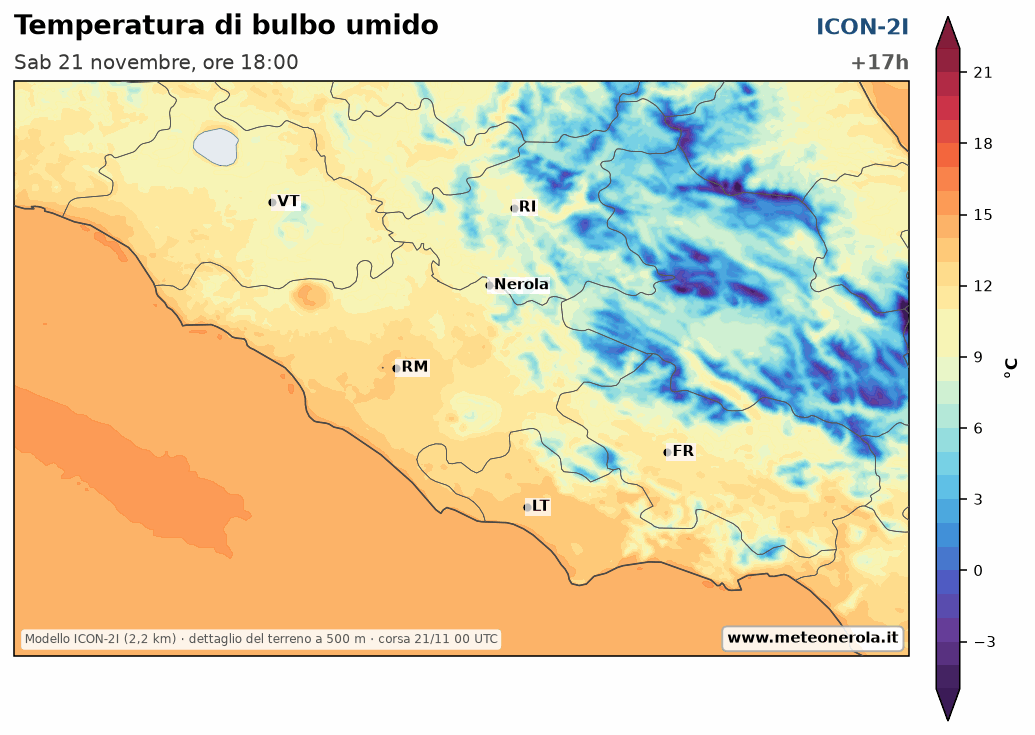 Temperatura di bulbo umido
ICON-2I
Sab 21 novembre, ore 18:00
+17h
VT
RI
Nerola
RM
FR
LT
21
18
15
12
9
6
3
0
−3
°C
Modello ICON-2I (2,2 km) · dettaglio del terreno a 500 m · corsa 21/11 00 UTC
www.meteonerola.it